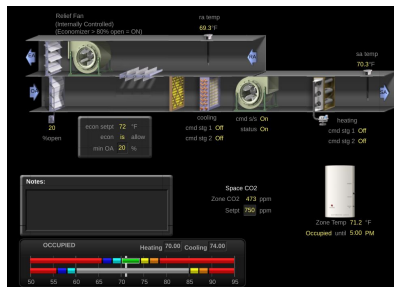 Relief Fan
(Internally Controlled)
(Economizer > 80% open = ON)
ra temp
69.3 °F
sa temp
70.3 °F
20
%open
econ setpt 72 °F
econ is allow
min OA 20 %
cooling
cmd stg 1 Off
cmd stg 2 Off
cmd s/s On
status On
heating
cmd stg 1 Off
cmd stg 2 Off
Notes:
Space CO2
Zone CO2 473 ppm
Setpt 750 ppm
Zone Temp 71.2 °F
Occupied until 5:00 PM
OCCUPIED Heating 70.00 Cooling 74.00
50 55 60 65 70 75 80 85 90 95